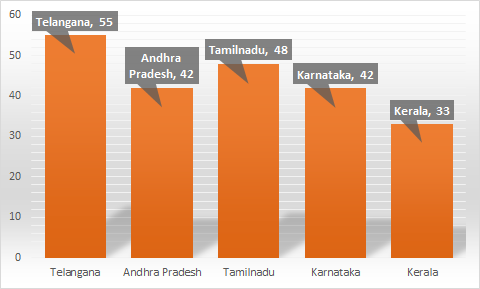 60
50
40
30
20
10
0
Telangana, 55
Andhra
Pradesh, 42
Tamilnadu, 48
Karnataka, 42
Kerala, 33
Telangana
Andhra Pradesh
Tamilnadu
Karnataka
Kerala